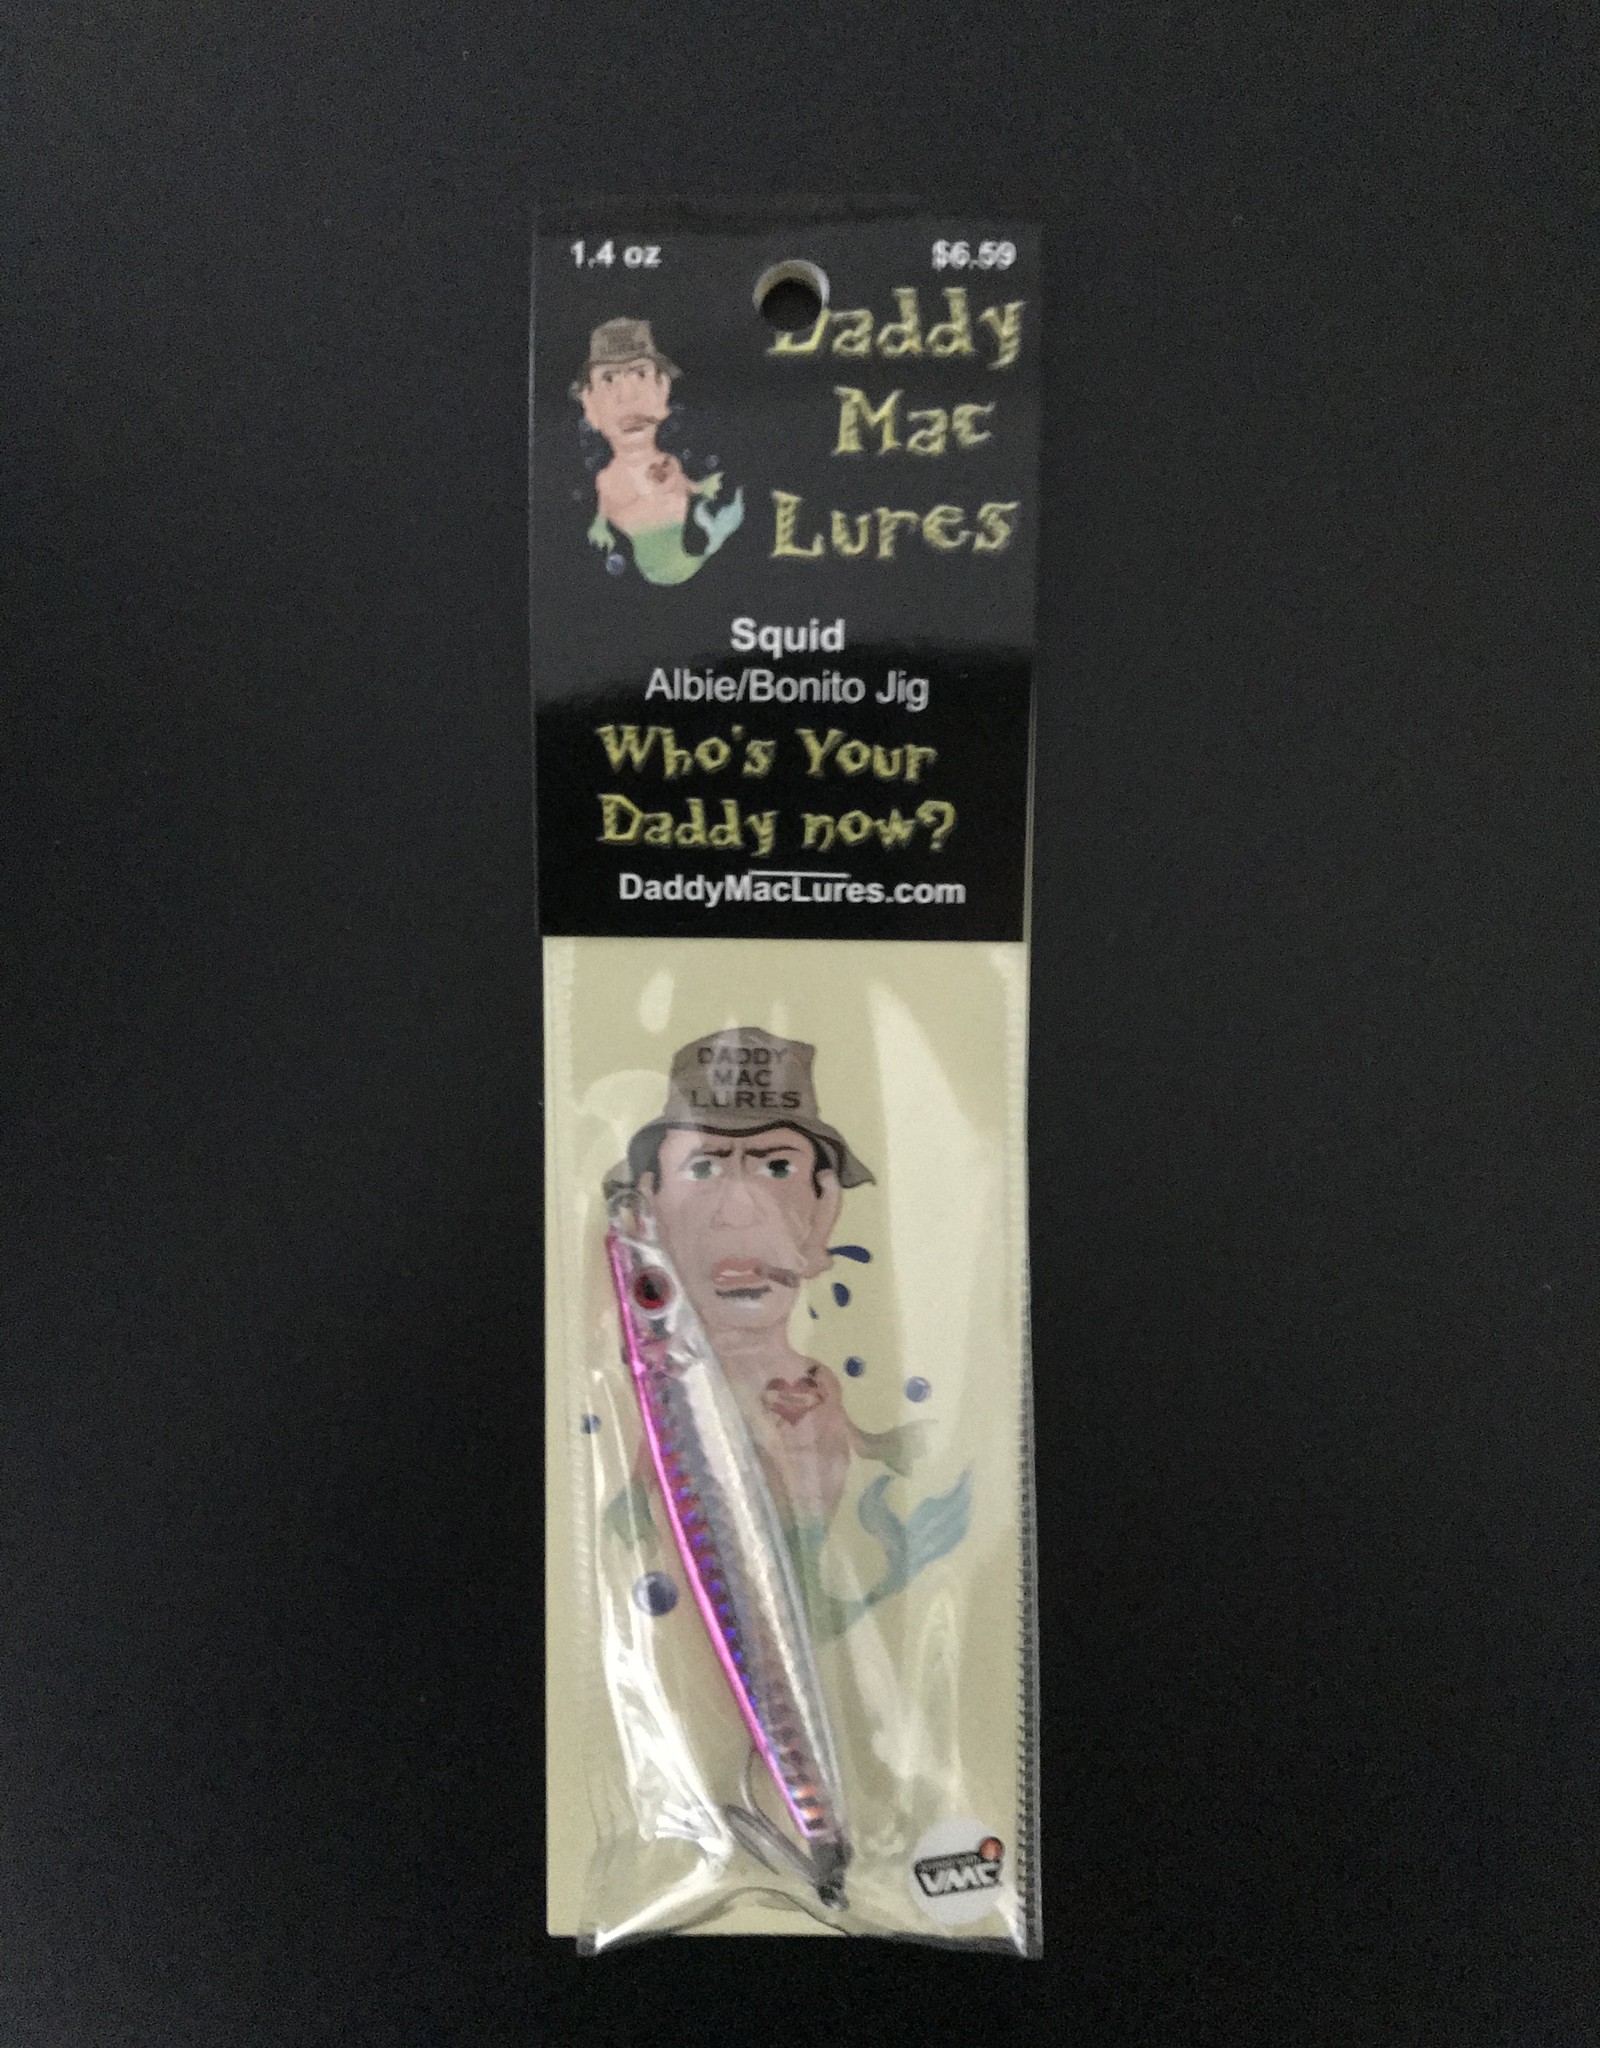 1.4 oz $6.59
Daddy
Mac
Lures
Squid
Albie/Bonito Jig
Who's Your
Daddy now?
DaddyMacLures.com
DADDY
MAC
LURES
VMC